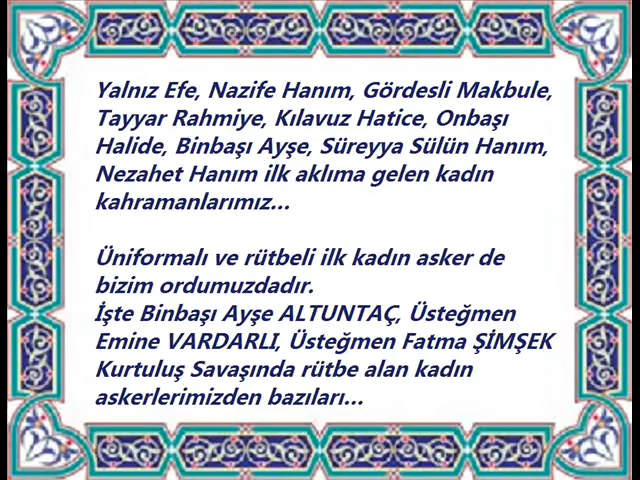 Yalnız Efe, Nazife Hanım, Gördesli Makbule,
Tayyar Rahmiye, Kılavuz Hatice, Onbaşı
Halide, Binbaşı Ayşe, Süreyya Sülün Hanım,
Nezahet Hanım ilk aklıma gelen kadın
kahramanlarımız...
Üniformalı ve rütbeli ilk kadın asker de
bizim ordumuzdadır.
İşte Binbaşı Ayşe ALTUNTAÇ, Üsteğmen
Emine VARDARLI, Üsteğmen Fatma ŞİMŞEK
Kurtuluş Savaşında rütbe alan kadın
askerlerimizden bazıları...